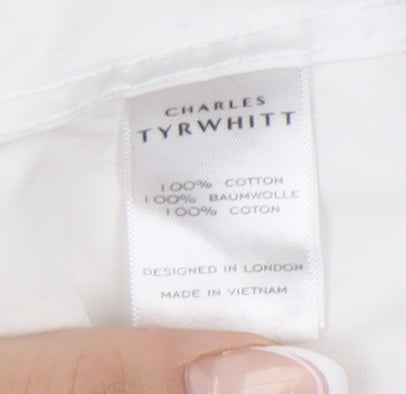 CHARLES
TYRWHITT
100% COTTON
100% BAUMWOLLE
100% COTON
DESIGNED IN LONDON
MADE IN VIETNAM